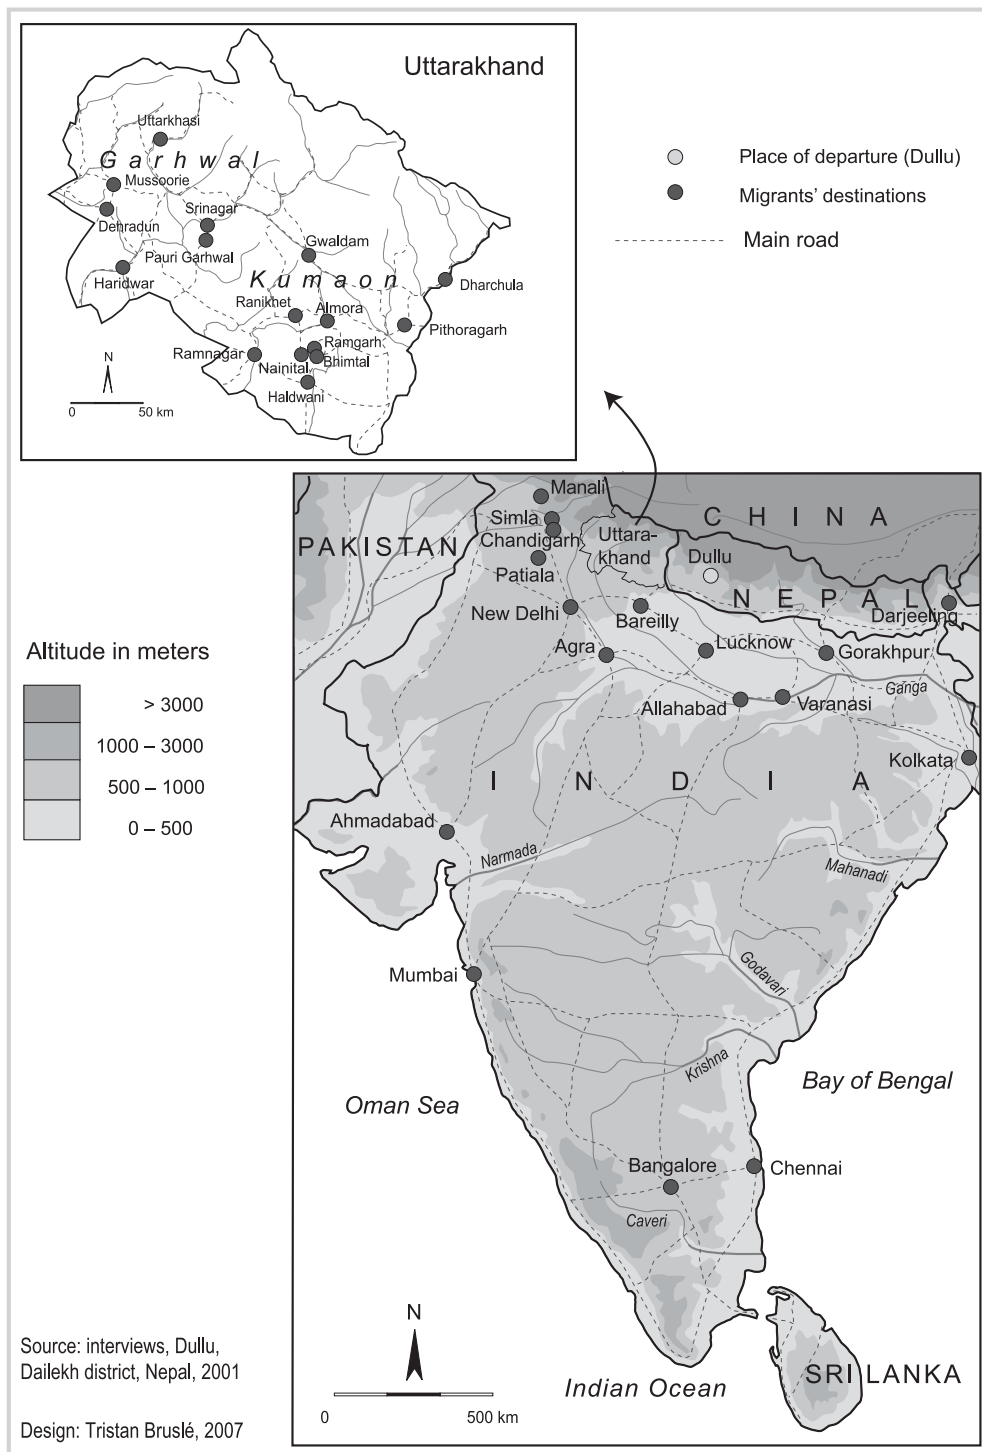 Uttarakhand
Uttarkhasi
Garhwal
Mussoorie
Srinagar
Dehradun
Pauri Garhwal
Gwaldam
Haridwar
Kumaon
Dharchula
Ranikhet
Almora
Pithoragarh
Ramgarh
Ramnagar
Nainital
Bhimtal
Haldwani
N
0 50 km
Place of departure (Dullu)
Migrants' destinations
Main road
Manali
Simla
CHINA
Chandigarh
Uttara-
khand
PAKISTAN
Dullu
Patiala
NEPAL
New Delhi
Bareilly
Darjeeling
Agra
Lucknow
Gorakhpur
Ganga
Allahabad
Varanasi
Kolkata
INDIA
Ahmadabad
Narmada
Mahanadi
Godavari
Mumbai
Krishna
Bay of Bengal
Oman Sea
Bangalore
Chennai
Caveri
N
SRI LANKA
Indian Ocean
0 500 km
Altitude in meters
> 3000
1000 – 3000
500 – 1000
0 – 500
Source: interviews, Dullu,
Dailekh district, Nepal, 2001
Design: Tristan Bruslé, 2007